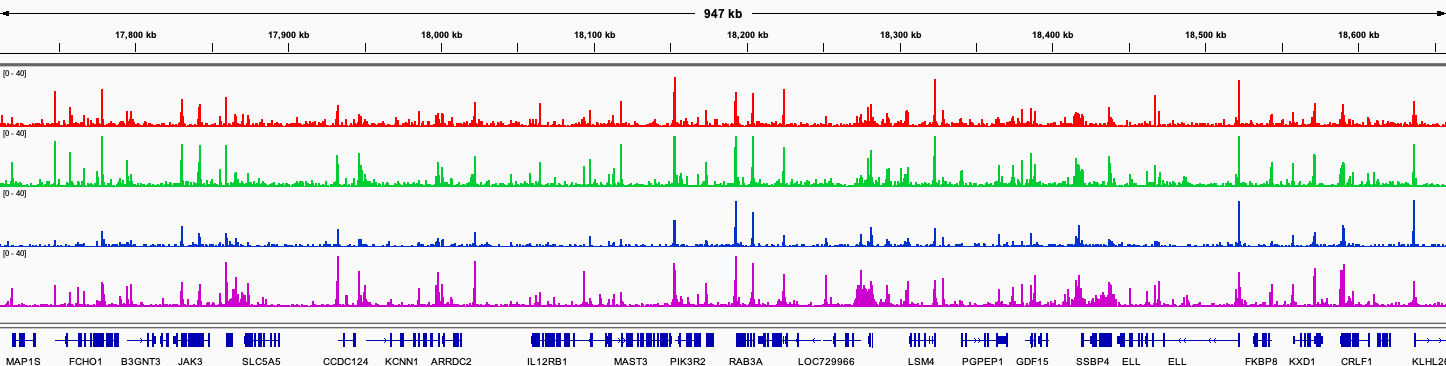 947 kb
17,800 kb 17,900 kb 18,000 kb 18,100 kb 18,200 kb 18,300 kb 18,400 kb 18,500 kb 18,600 kb
[0 - 40]
[0 - 40]
[0 - 40]
[0 - 40]
MAP1S FCHO1 B3GNT3 JAK3 SLC5A5 CCDC124 KCNN1 ARRDC2 IL12RB1 MAST3 PIK3R2 RAB3A LOC729966 LSM4 PGPEP1 GDF15 SSBP4 ELL ELL FKBP8 KXD1 CRLF1 KLHL26